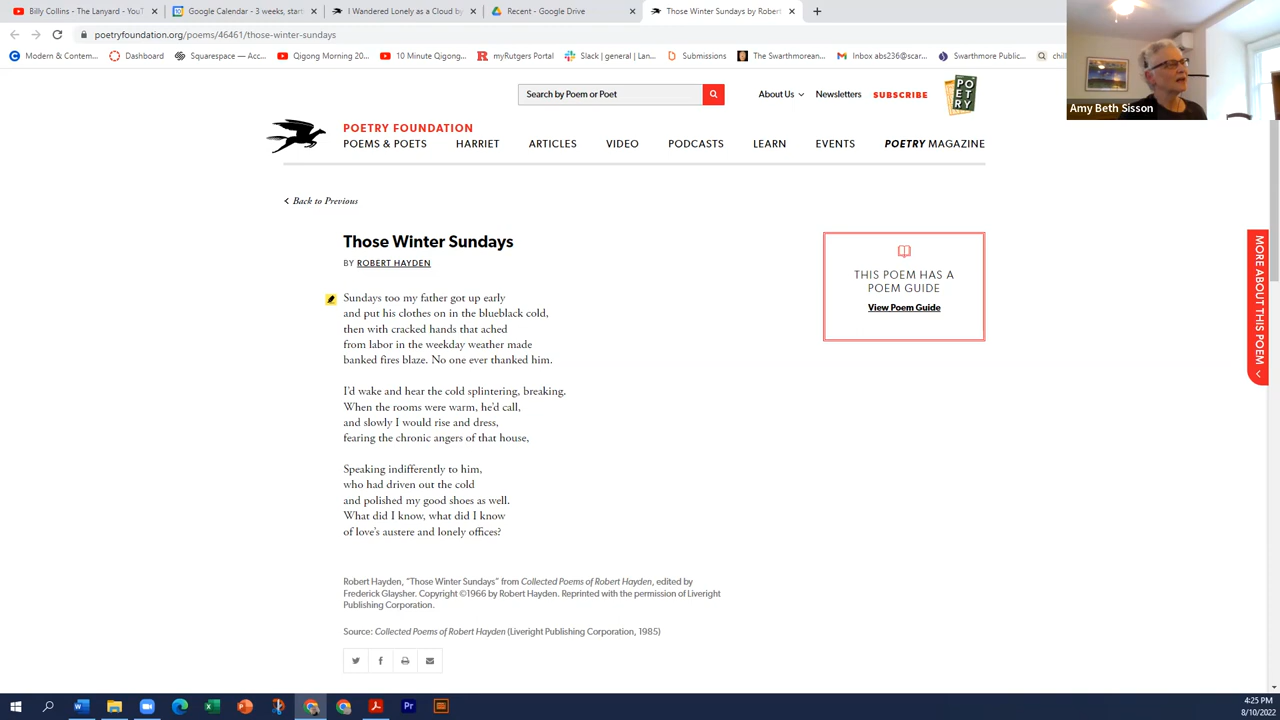 Billy Collins - The Lanyard - YouT
Google Calendar - 3 weeks, start
I Wandered Lonely as a Cloud by
Recent - Google Drive
Those Winter Sundays by Robert
poetryfoundation.org/poems/46461/those-winter-sundays
Modern & Contem...
Dashboard
Squarespace — Acc...
Qigong Morning 20...
10 Minute Qigong...
myRutgers Portal
Slack | general | Lan...
Submissions
The Swarthmorean...
Inbox abs236@scar...
Swarthmore Public...
chill
Amy Beth Sisson
Search by Poem or Poet
About Us
Newsletters
SUBSCRIBE
POETRY
POETRY FOUNDATION
POEMS & POETS
HARRIET
ARTICLES
VIDEO
PODCASTS
LEARN
EVENTS
POETRY MAGAZINE
Back to Previous
Those Winter Sundays
BY ROBERT HAYDEN
Sundays too my father got up early
and put his clothes on in the blueblack cold,
then with cracked hands that ached
from labor in the weekday weather made
banked fires blaze. No one ever thanked him.
I'd wake and hear the cold splintering, breaking.
When the rooms were warm, he'd call,
and slowly I would rise and dress,
fearing the chronic angers of that house,
Speaking indifferently to him,
who had driven out the cold
and polished my good shoes as well.
What did I know, what did I know
of love's austere and lonely offices?
THIS POEM HAS A
POEM GUIDE
View Poem Guide
MORE ABOUT THIS POEM
Robert Hayden, "Those Winter Sundays" from Collected Poems of Robert Hayden, edited by
Frederick Glaysher. Copyright ©1966 by Robert Hayden. Reprinted with the permission of Liveright
Publishing Corporation.
Source: Collected Poems of Robert Hayden (Liveright Publishing Corporation, 1985)
4:25 PM
8/10/2022